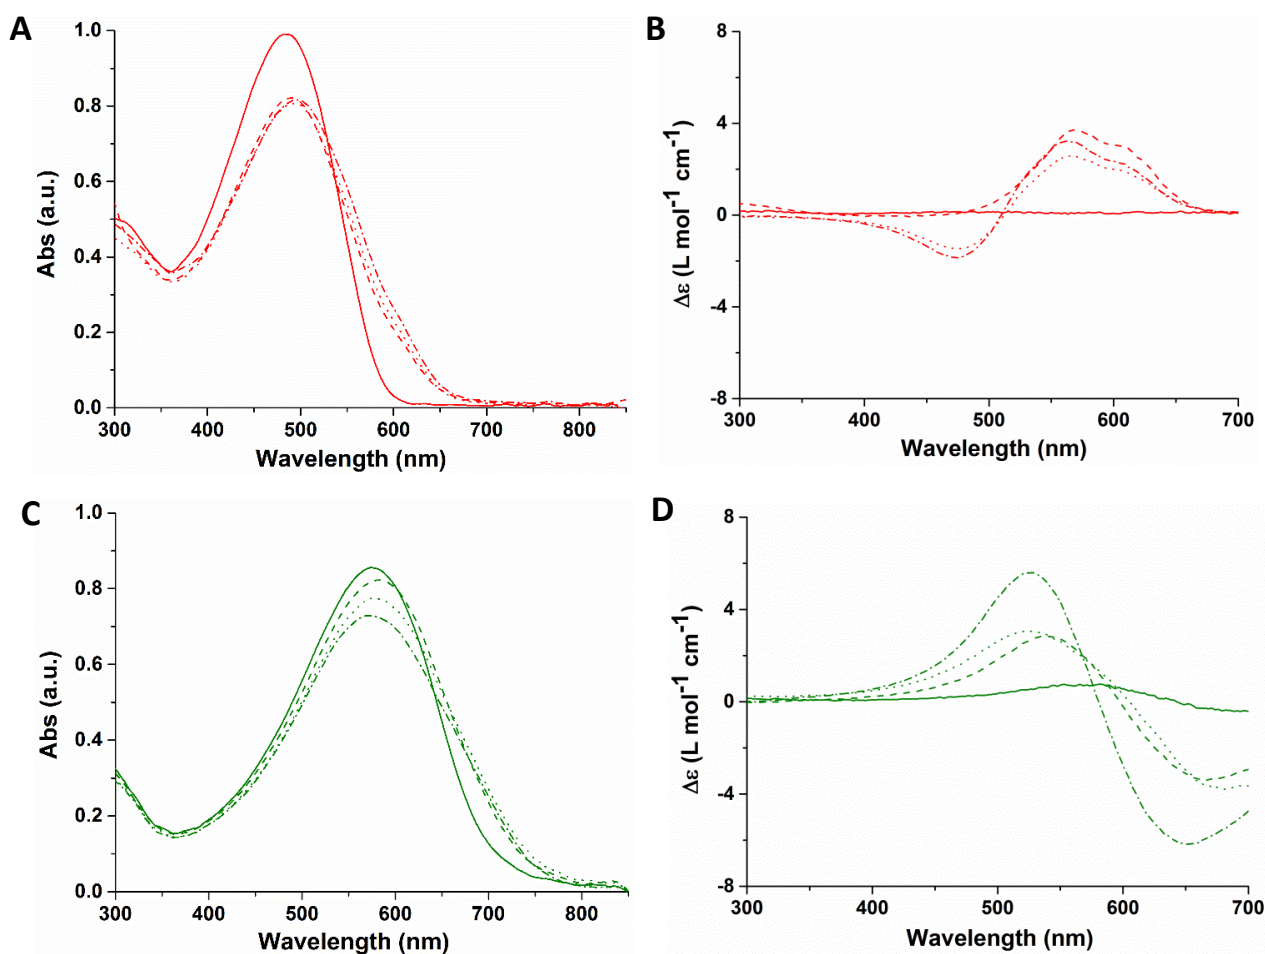 A
1.0
0.8
0.6
0.4
0.2
0.0
Abs (a.u.)
300 400 500 600 700 800
Wavelength (nm)
B
8
4
0
-4
-8
Δε (L mol⁻¹ cm⁻¹)
300 400 500 600 700
Wavelength (nm)
C
1.0
0.8
0.6
0.4
0.2
0.0
Abs (a.u.)
300 400 500 600 700 800
Wavelength (nm)
D
8
4
0
-4
-8
Δε (L mol⁻¹ cm⁻¹)
300 400 500 600 700
Wavelength (nm)